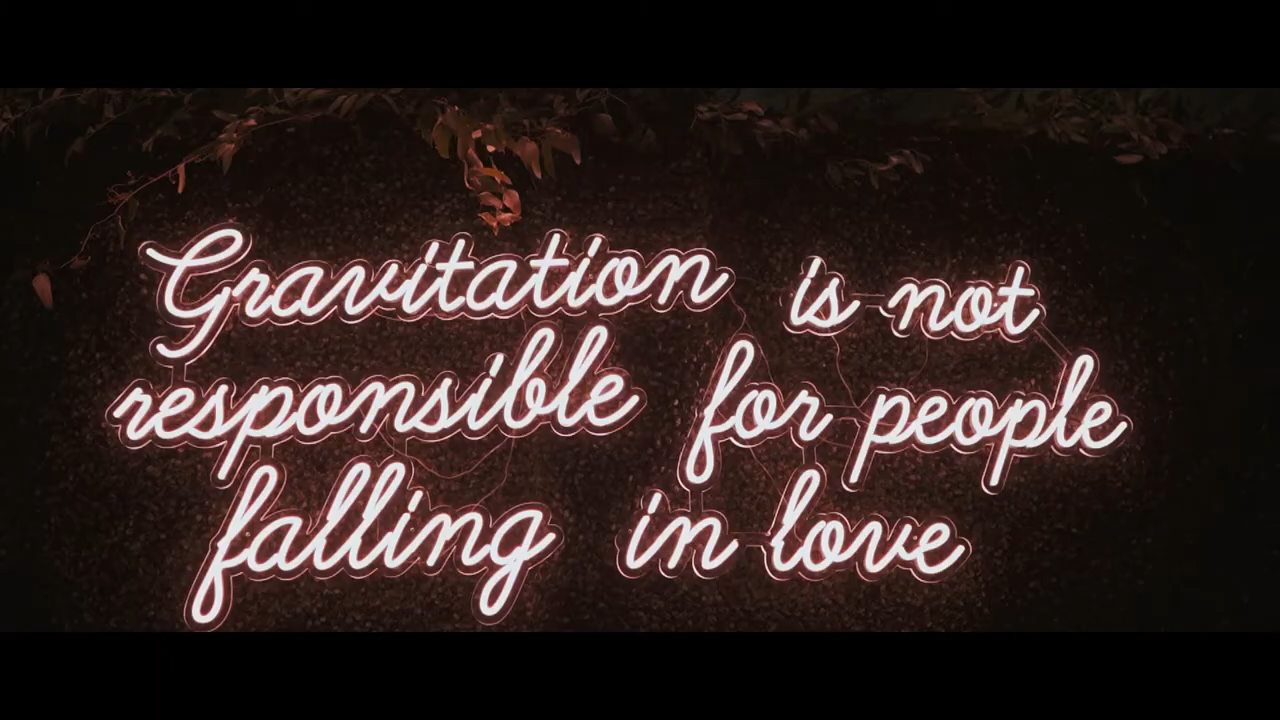 Gravitation is not
responsible for people
falling in love